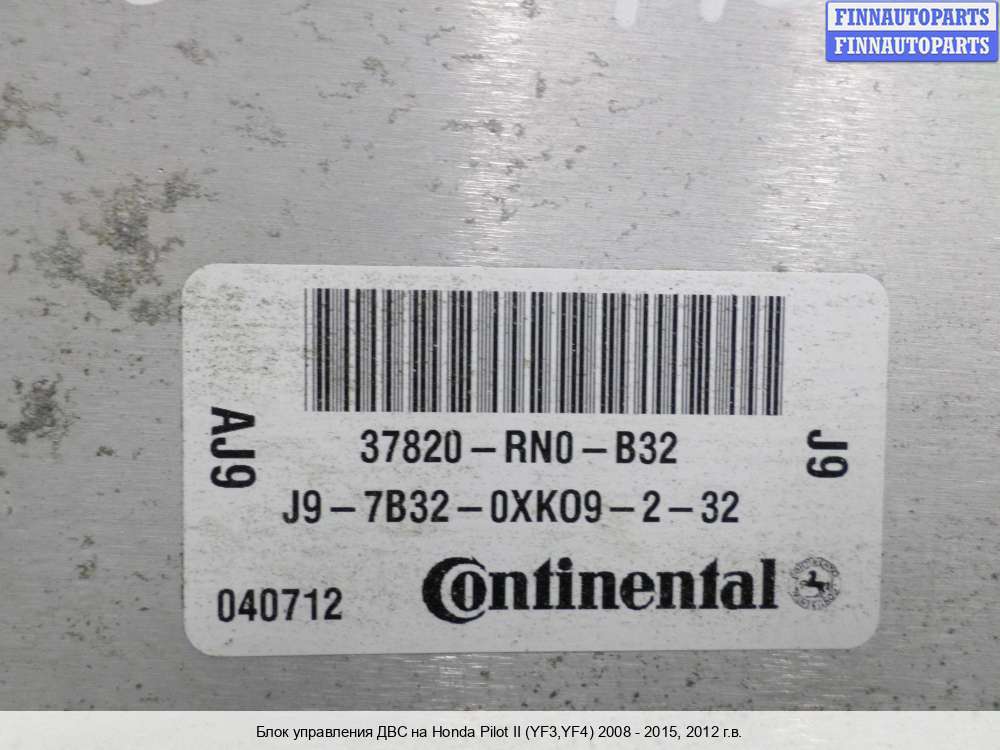 FINNAUTOPARTS
FINNAUTOPARTS
AJ9
J9
37820-RN0-B32
J9-7B32-0XK09-2-32
040712
Continental
Блок управления ДВС на Honda Pilot II (YF3,YF4) 2008 - 2015, 2012 г.в.